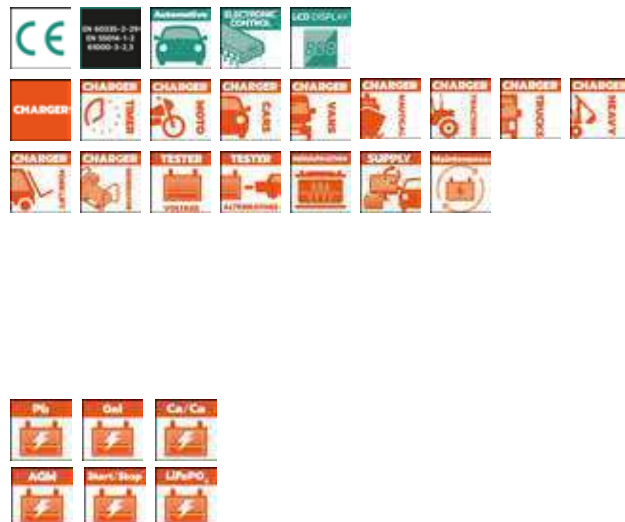 CE
EN 60335-2-29
EN 55014-1-2
61000-3-2,3
Automotive
ELECTRONIC
CONTROL
LCD DISPLAY
CHARGER
CHARGER
TIMER
CHARGER
MOTO
CHARGER
CARS
CHARGER
VANS
CHARGER
NAUTICAL
CHARGER
TRACTORS
CHARGER
TRUCKS
CHARGER
HEAVY
CHARGER
FORKLIFT
CHARGER
GENERATOR
TESTER
VOLTAGE
TESTER
ALTERNATORS
SUPPLY
Maintenance
Pb
Gel
Ca/Ca
AGM
Start/Stop
LiFePO4